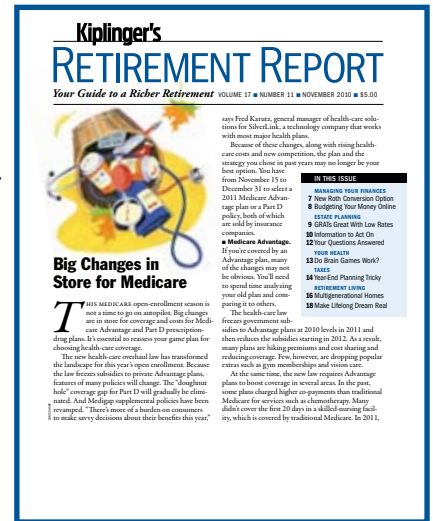 Kiplinger's
RETIREMENT REPORT
Your Guide to a Richer Retirement VOLUME 17 ■ NUMBER 11 ■ NOVEMBER 2010 ■ $5.00
Big Changes in
Store for Medicare
THIS MEDICARE open-enrollment season is
not a time to go on autopilot. Big changes
are in store for coverage and costs for Medi-
care Advantage and Part D prescription-
drug plans. It's essential to reassess your game plan for
choosing health-care coverage.
The new health-care overhaul law has transformed
the landscape for this year's open enrollment. Because
the law freezes subsidies to private Advantage plans,
features of many policies will change. The "doughnut
hole" coverage gap for Part D will gradually be elimi-
nated. And Medigap supplemental policies have been
revamped. "There's more of a burden on consumers
to make savvy decisions about their benefits this year,"
says Fred Karutz, general manager of health-care solu-
tions for SilverLink, a technology company that works
with most major health plans.
Because of these changes, along with rising health-
care costs and new competition, the plan and the
strategy you chose in years past may no longer be your
best option. You have
from November 15 to
December 31 to select a
2011 Medicare Advan-
tage plan or a Part D
policy, both of which
are sold by insurance
companies.
■ Medicare Advantage.
If you're covered by an
Advantage plan, many
of the changes may not
be obvious. You'll need
to spend time analyzing
your old plan and com-
paring it to others.
The health-care law
freezes government sub-
sidies to Advantage plans at 2010 levels in 2011 and
then reduces the subsidies starting in 2012. As a result,
many plans are hiking premiums and cost sharing and
reducing coverage. Few, however, are dropping popular
extras such as gym memberships and vision care.
At the same time, the new law requires Advantage
plans to boost coverage in several areas. In the past,
some plans charged higher co-payments than traditional
Medicare for services such as chemotherapy. Many
didn't cover the first 20 days in a skilled-nursing facil-
ity, which is covered by traditional Medicare. In 2011,
IN THIS ISSUE
MANAGING YOUR FINANCES
7 New Roth Conversion Option
8 Budgeting Your Money Online
ESTATE PLANNING
9 GRATs Great With Low Rates
10 Information to Act On
12 Your Questions Answered
YOUR HEALTH
13 Do Brain Games Work?
TAXES
14 Year-End Planning Tricky
RETIREMENT LIVING
16 Multigenerational Homes
18 Make Lifelong Dream Real